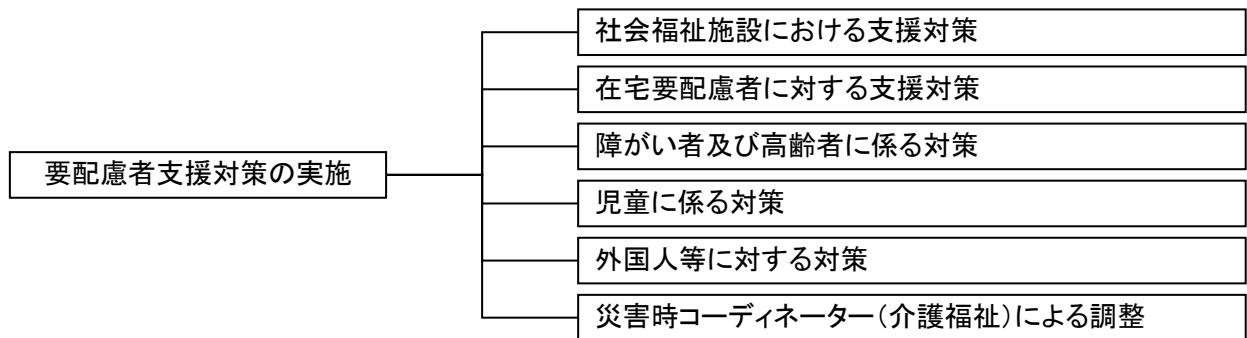 要配慮者支援対策の実施
社会福祉施設における支援対策
在宅要配慮者に対する支援対策
障がい者及び高齢者に係る対策
児童に係る対策
外国人等に対する対策
災害時コーディネーター（介護福祉）による調整